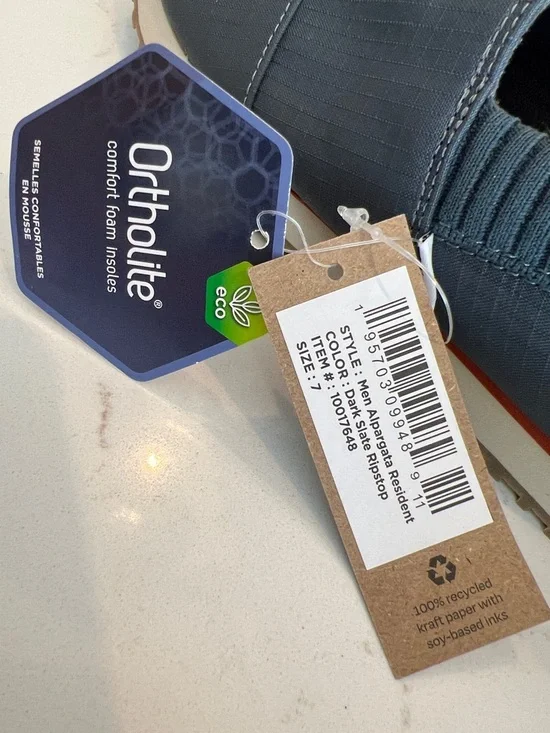 Ortholite®
comfort foam insoles
SEMELLES CONFORTABLES
EN MOUSSE
eco
1 95703 09948 9 11
STYLE : Men Alpargata Resident
COLOR : Dark Slate Ripstop
ITEM # : 10017648
SIZE : 7
100% recycled
kraft paper with
soy-based inks